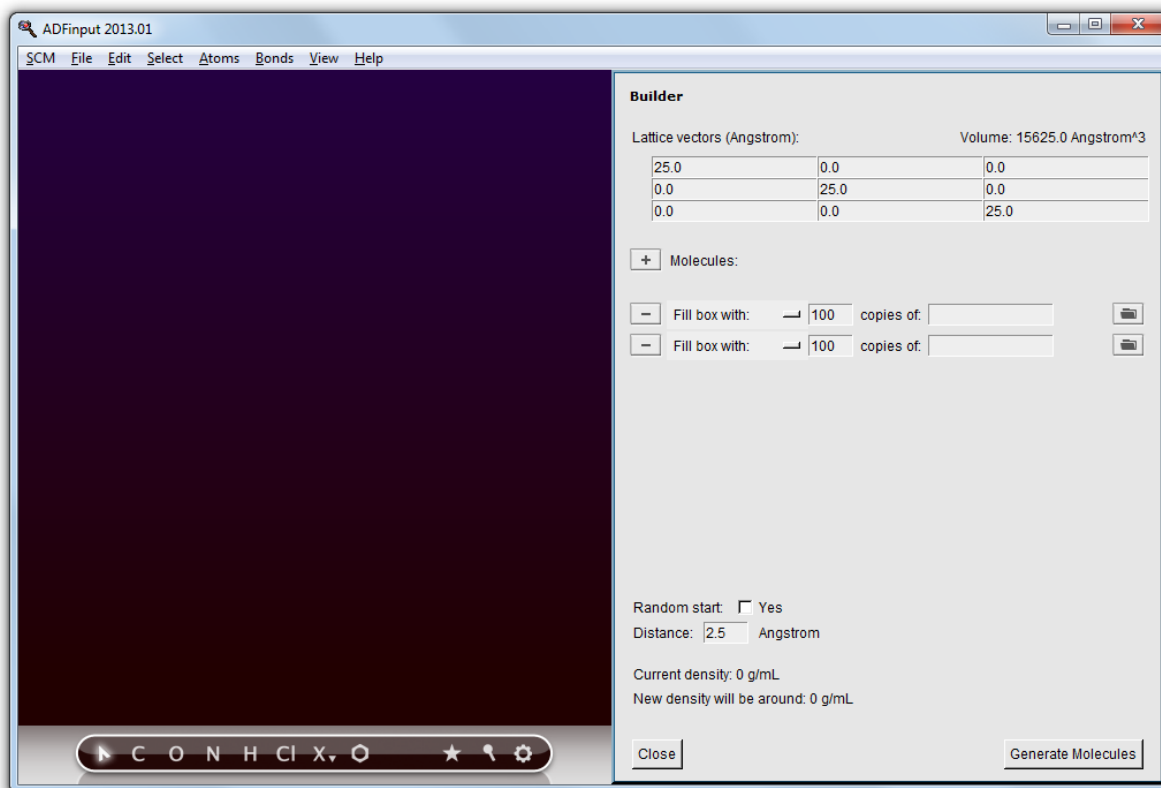 ADFinput 2013.01
SCM File Edit Select Atoms Bonds View Help
Builder
Lattice vectors (Angstrom): Volume: 15625.0 Angstrom^3
25.0 0.0 0.0
0.0 25.0 0.0
0.0 0.0 25.0
+ Molecules:
− Fill box with: 100 copies of:
− Fill box with: 100 copies of:
Random start: Yes
Distance: 2.5 Angstrom
Current density: 0 g/mL
New density will be around: 0 g/mL
C O N H Cl X
Close Generate Molecules